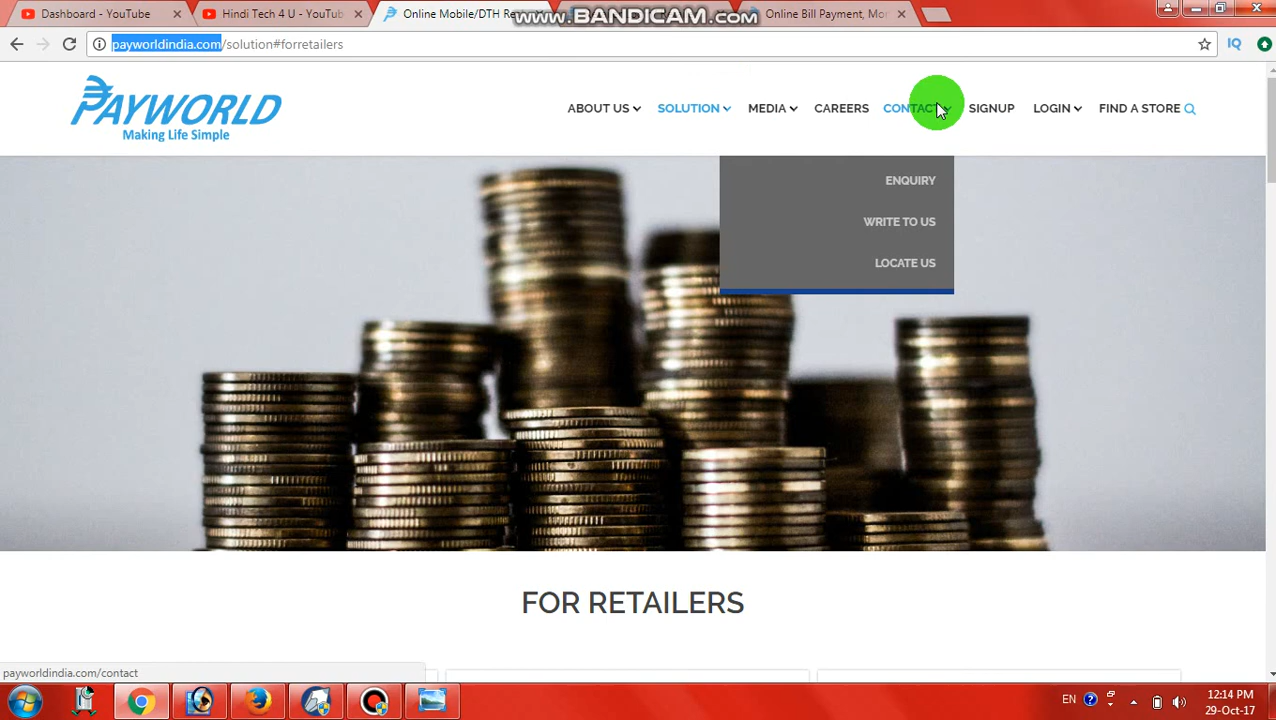 Dashboard - YouTube
Hindi Tech 4 U - YouTube
Online Mobile/DTH Re
Online Bill Payment, Mo
www.BANDICAM.com
payworldindia.com/solution#forretailers
IQ
PAYWORLD
Making Life Simple
ABOUT US
SOLUTION
MEDIA
CAREERS
CONTACT
SIGNUP
LOGIN
FIND A STORE
ENQUIRY
WRITE TO US
LOCATE US
FOR RETAILERS
payworldindia.com/contact
EN
12:14 PM
29-Oct-17